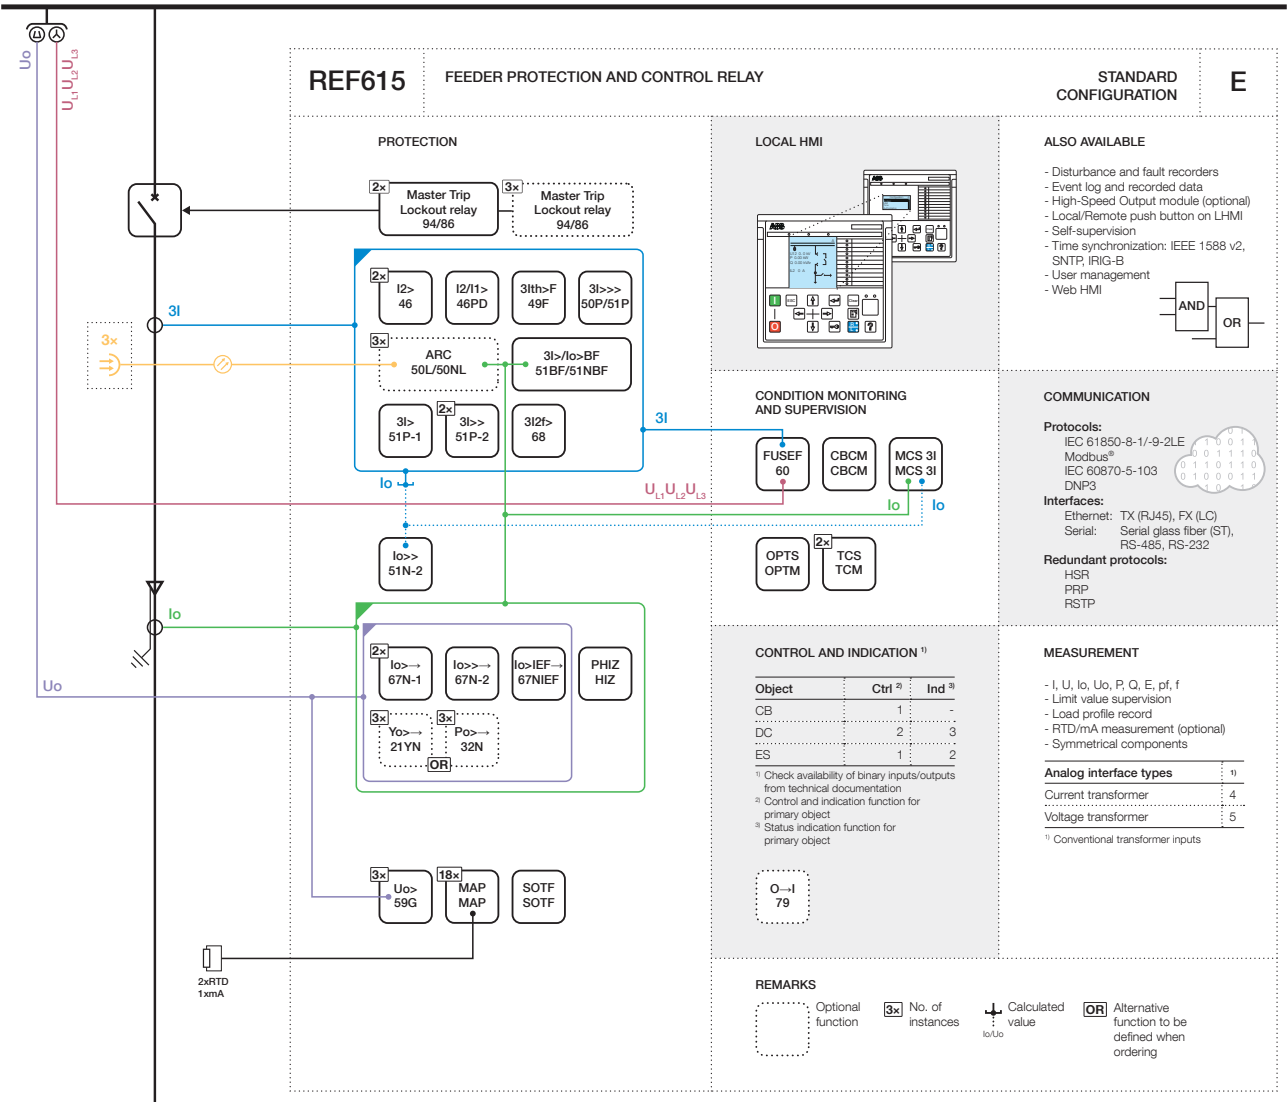 Uo
UL1UL2UL3
REF615
FEEDER PROTECTION AND CONTROL RELAY
STANDARD
CONFIGURATION
E
PROTECTION
2×
Master Trip
Lockout relay
94/86
3×
Master Trip
Lockout relay
94/86
3I
3×
2×
I2>
46
I2/I1>
46PD
3Ith>F
49F
3I>>>
50P/51P
3×
ARC
50L/50NL
3I>/Io>BF
51BF/51NBF
3I>
51P-1
2×
3I>>
51P-2
3I2f>
68
3I
Io
UL1UL2UL3
Io>>
51N-2
Io
Uo
2×
Io>→
67N-1
Io>>→
67N-2
Io>IEF→
67NIEF
PHIZ
HIZ
3×
Yo>→
21YN
3×
Po>→
32N
OR
3×
Uo>
59G
18×
MAP
MAP
SOTF
SOTF
2xRTD
1xmA
LOCAL HMI
ABB
ABB
I
O
?
?
CONDITION MONITORING
AND SUPERVISION
FUSEF
60
CBCM
CBCM
MCS 3I
MCS 3I
Io
Io
OPTS
OPTM
2×
TCS
TCM
CONTROL AND INDICATION 1)
Object Ctrl 2) Ind 3)
CB 1 -
DC 2 3
ES 1 2
1) Check availability of binary inputs/outputs
from technical documentation
2) Control and indication function for
primary object
3) Status indication function for
primary object
O→I
79
ALSO AVAILABLE
- Disturbance and fault recorders
- Event log and recorded data
- High-Speed Output module (optional)
- Local/Remote push button on LHMI
- Self-supervision
- Time synchronization: IEEE 1588 v2,
SNTP, IRIG-B
- User management
- Web HMI
AND
OR
COMMUNICATION
Protocols:
IEC 61850-8-1/-9-2LE
Modbus®
IEC 60870-5-103
DNP3
Interfaces:
Ethernet: TX (RJ45), FX (LC)
Serial: Serial glass fiber (ST),
RS-485, RS-232
Redundant protocols:
HSR
PRP
RSTP
MEASUREMENT
- I, U, Io, Uo, P, Q, E, pf, f
- Limit value supervision
- Load profile record
- RTD/mA measurement (optional)
- Symmetrical components
Analog interface types 1)
Current transformer 4
Voltage transformer 5
1) Conventional transformer inputs
REMARKS
Optional
function
3×
No. of
instances
Io/Uo
Calculated
value
OR
Alternative
function to be
defined when
ordering